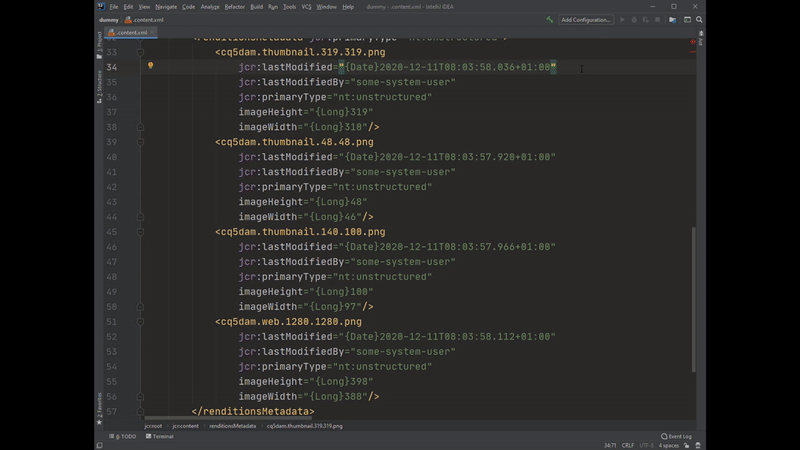 File Edit View Navigate Code Analyze Refactor Build Run Tools VCS Window Help dummy - .content.xml - IntelliJ IDEA
dummy .content.xml Add Configuration...
.content.xml
1: Project
2: Structure
2: Favorites
Ant
33 <cq5dam.thumbnail.319.319.png
34 jcr:lastModified="{Date}2020-12-11T08:03:58.036+01:00"
35 jcr:lastModifiedBy="some-system-user"
36 jcr:primaryType="nt:unstructured"
37 imageHeight="{Long}319"
38 imageWidth="{Long}310"/>
39 <cq5dam.thumbnail.48.48.png
40 jcr:lastModified="{Date}2020-12-11T08:03:57.920+01:00"
41 jcr:lastModifiedBy="some-system-user"
42 jcr:primaryType="nt:unstructured"
43 imageHeight="{Long}48"
44 imageWidth="{Long}46"/>
45 <cq5dam.thumbnail.140.100.png
46 jcr:lastModified="{Date}2020-12-11T08:03:57.966+01:00"
47 jcr:lastModifiedBy="some-system-user"
48 jcr:primaryType="nt:unstructured"
49 imageHeight="{Long}100"
50 imageWidth="{Long}97"/>
51 <cq5dam.web.1280.1280.png
52 jcr:lastModified="{Date}2020-12-11T08:03:58.112+01:00"
53 jcr:lastModifiedBy="some-system-user"
54 jcr:primaryType="nt:unstructured"
55 imageHeight="{Long}398"
56 imageWidth="{Long}388"/>
57 </renditionsMetadata>
jcr:root jcr:content renditionsMetadata cq5dam.thumbnail.319.319.png
6: TODO Terminal Event Log
34:71 CRLF UTF-8 4 spaces